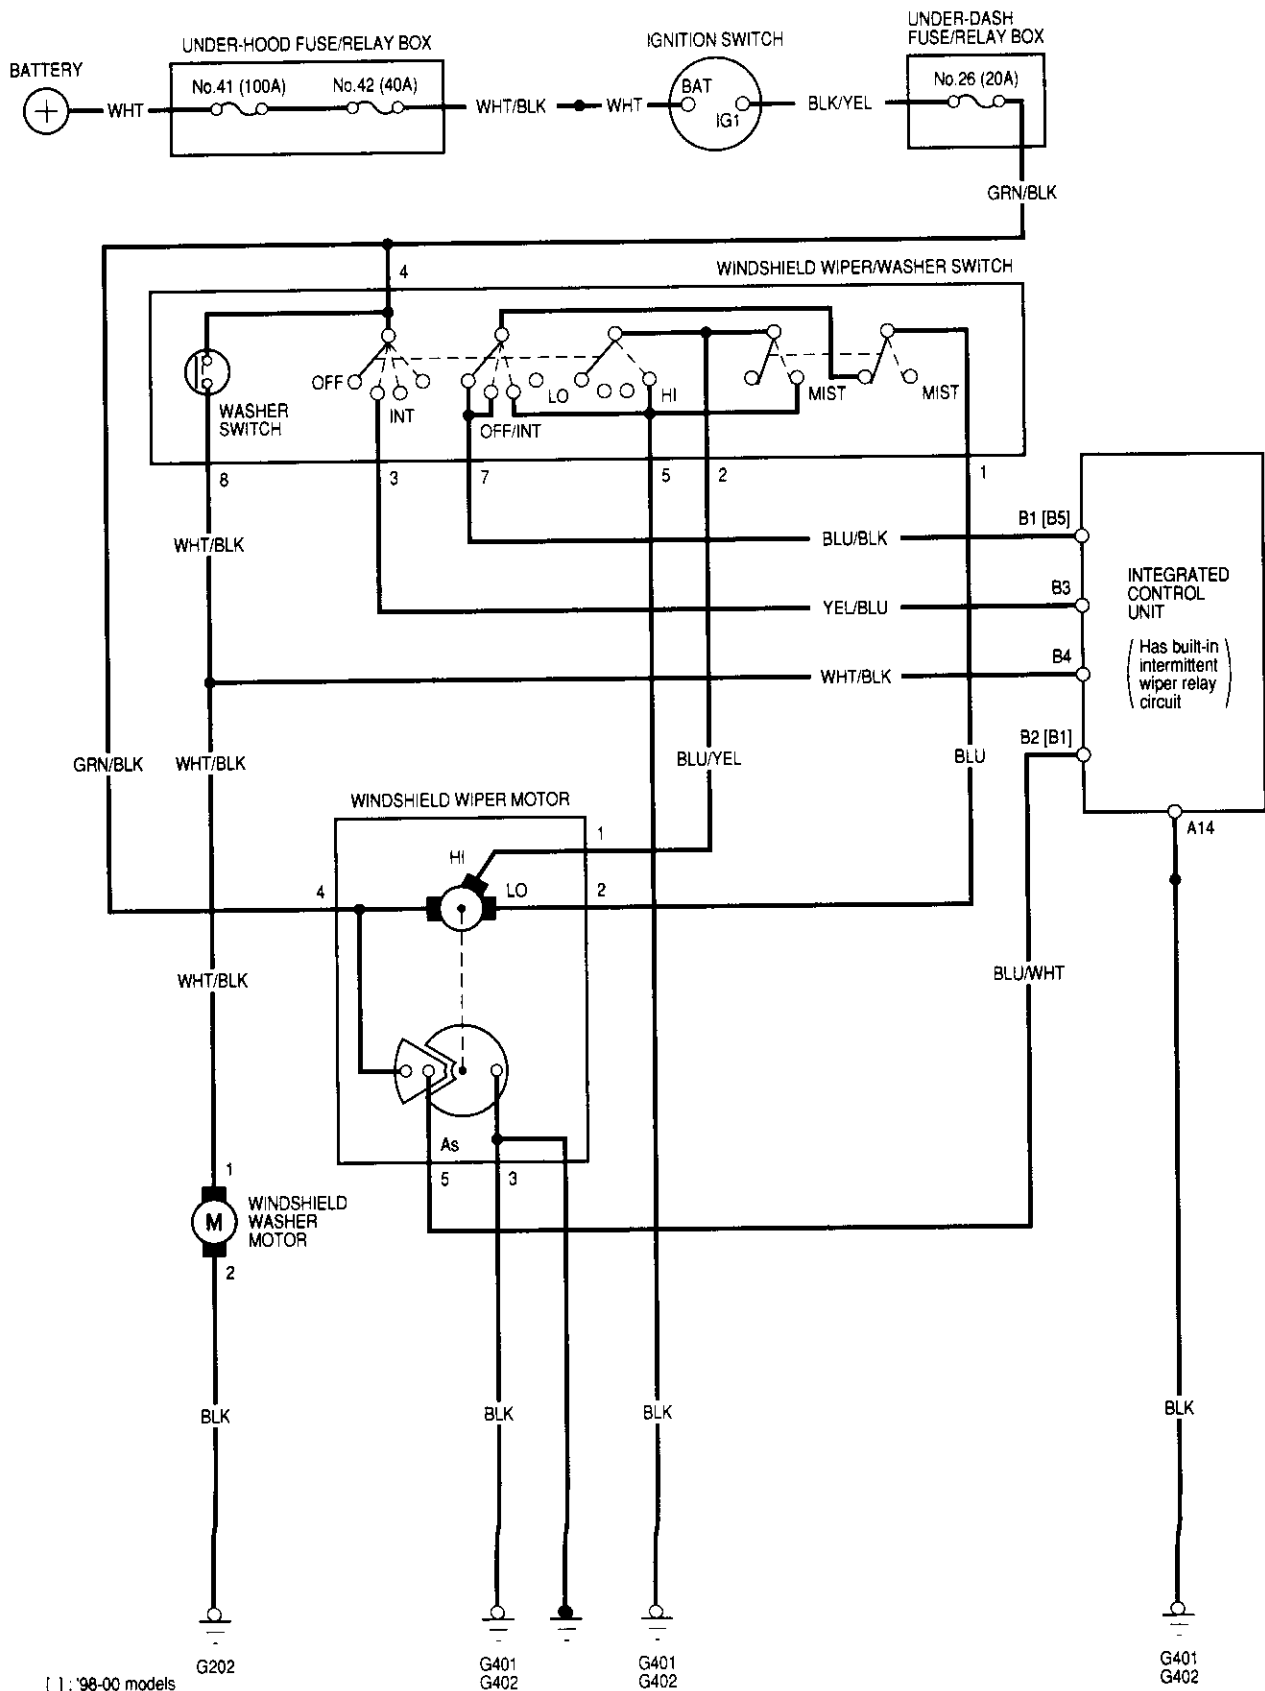 UNDER-DASH
FUSE/RELAY BOX
UNDER-HOOD FUSE/RELAY BOX
IGNITION SWITCH
BATTERY
No.41 (100A)
No.42 (40A)
BAT
No.26 (20A)
WHT
WHT/BLK
WHT
IG1
BLK/YEL
GRN/BLK
4
WINDSHIELD WIPER/WASHER SWITCH
OFF
INT
LO
HI
MIST
MIST
WASHER
SWITCH
OFF/INT
8
3
7
5
2
1
WHT/BLK
BLU/BLK
B1 [B5]
YEL/BLU
B3
INTEGRATED
CONTROL
UNIT
(Has built-in
intermittent
wiper relay
circuit)
WHT/BLK
B4
B2 [B1]
GRN/BLK
WHT/BLK
BLU/YEL
BLU
WINDSHIELD WIPER MOTOR
A14
1
HI
LO
4
2
WHT/BLK
BLU/WHT
As
5
3
1
M
WINDSHIELD
WASHER
MOTOR
2
BLK
BLK
BLK
BLK
G202
G401
G402
G401
G402
G401
G402
[ ] : '98-00 models